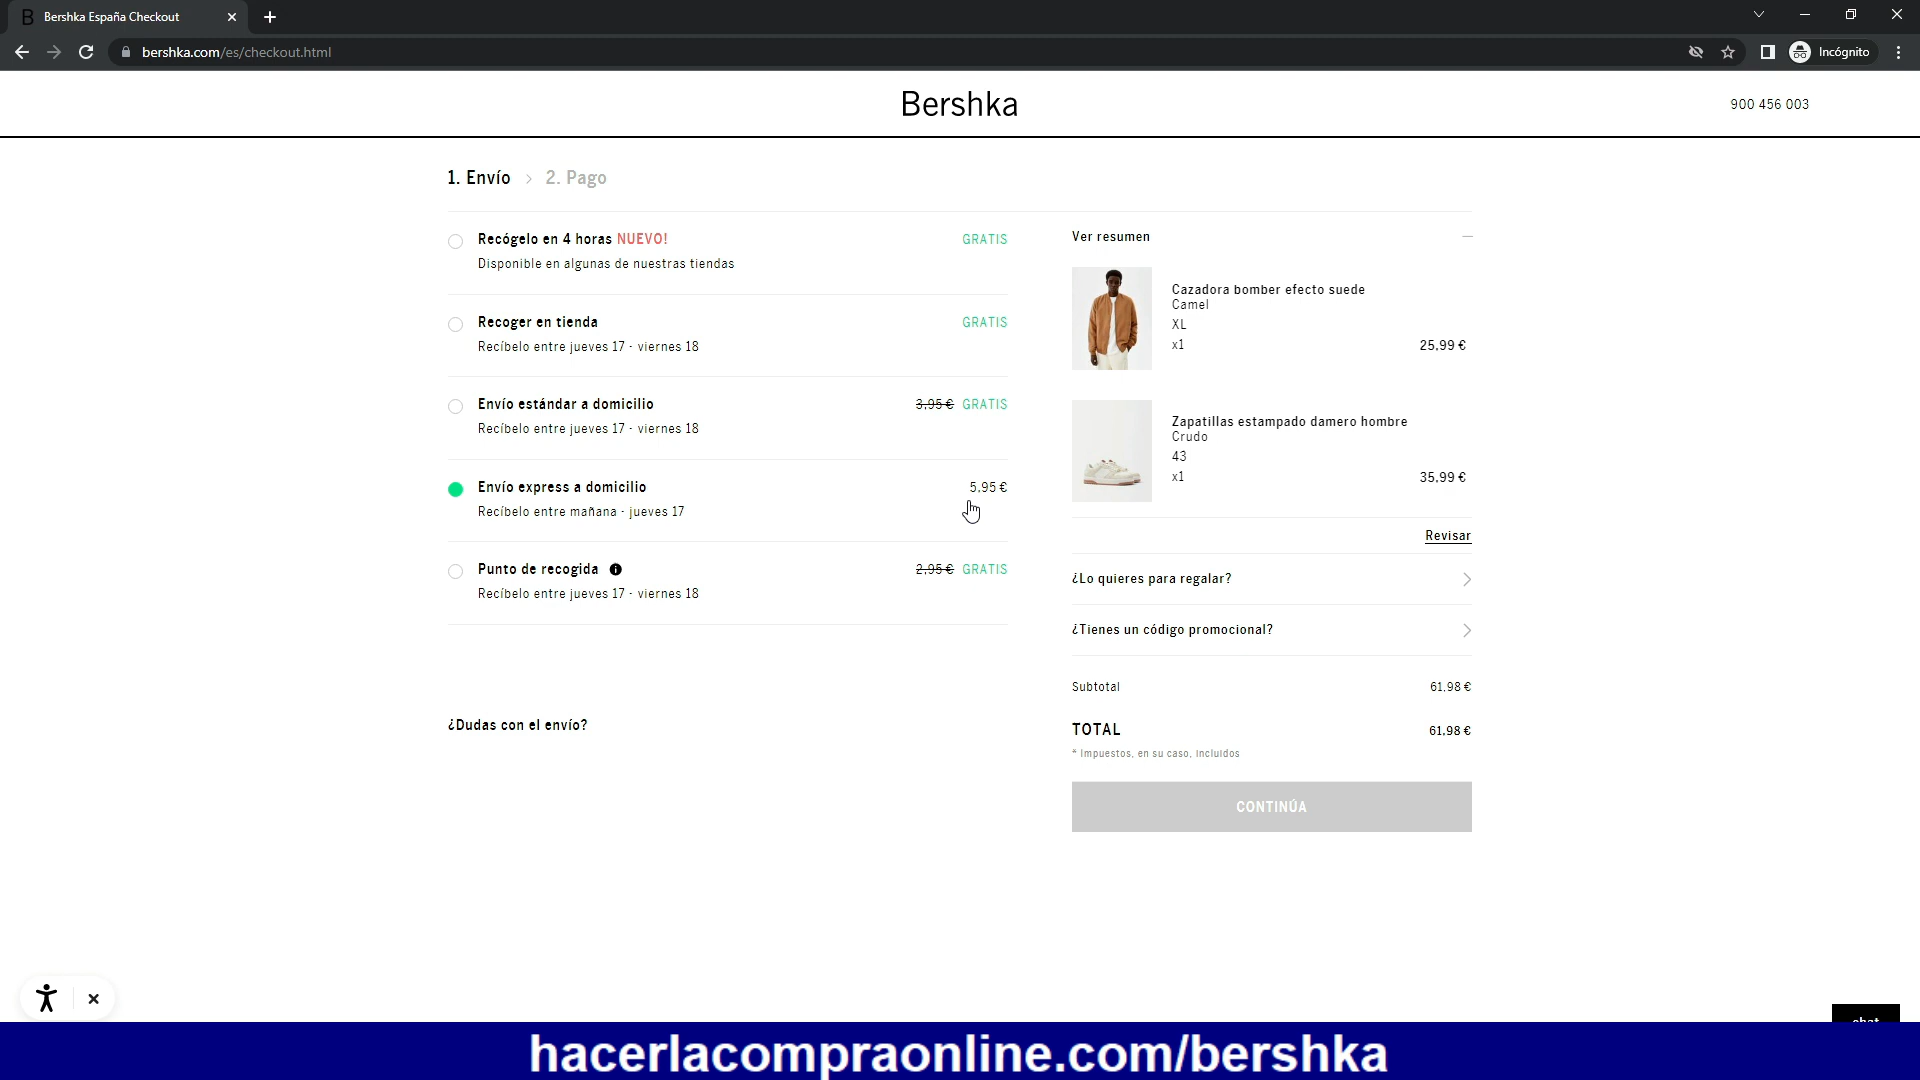 Bershka España Checkout
bershka.com/es/checkout.html
Incógnito
Bershka
900 456 003
1. Envío
2. Pago
Recógelo en 4 horas NUEVO!
GRATIS
Disponible en algunas de nuestras tiendas
Recoger en tienda
GRATIS
Recíbelo entre jueves 17 - viernes 18
Envío estándar a domicilio
3,95 € GRATIS
Recíbelo entre jueves 17 - viernes 18
Envío express a domicilio
5,95 €
Recíbelo entre mañana - jueves 17
Punto de recogida
2,95 € GRATIS
Recíbelo entre jueves 17 - viernes 18
¿Dudas con el envío?
Ver resumen
Cazadora bomber efecto suede
Camel
XL
x1
25,99 €
Zapatillas estampado damero hombre
Crudo
43
x1
35,99 €
Revisar
¿Lo quieres para regalar?
¿Tienes un código promocional?
Subtotal
61,98 €
TOTAL
61,98 €
* Impuestos, en su caso, incluidos
CONTINÚA
chat
hacerlacompraonline.com/bershka